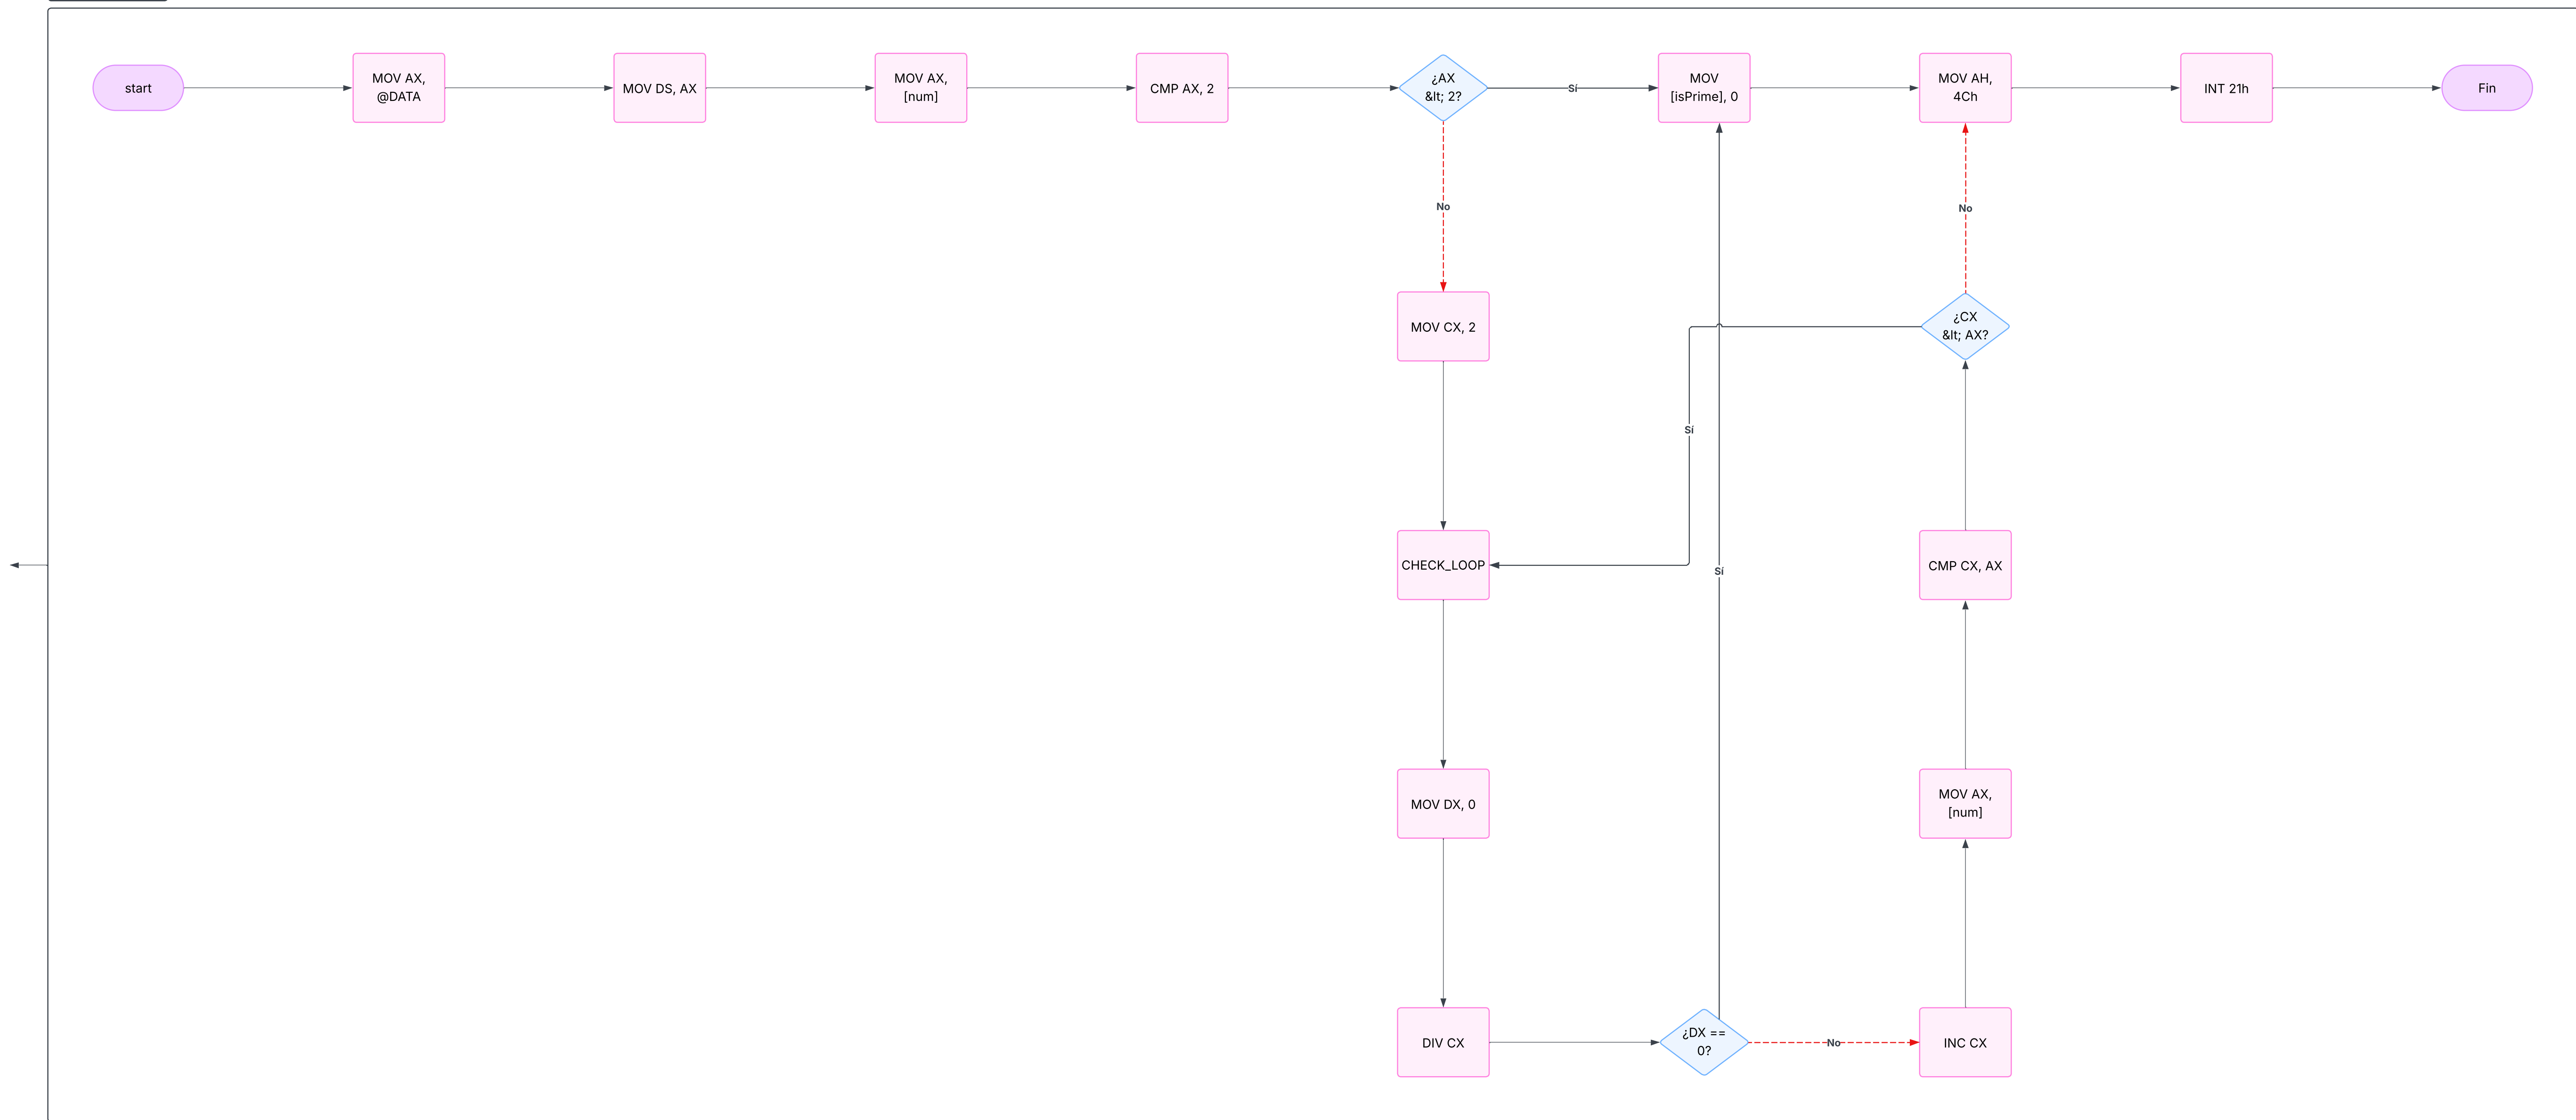 start
MOV AX,
@DATA
MOV DS, AX
MOV AX,
[num]
CMP AX, 2
¿AX
&lt; 2?
Sí
MOV
[isPrime], 0
MOV AH,
4Ch
INT 21h
Fin
No
No
MOV CX, 2
¿CX
&lt; AX?
Sí
CHECK_LOOP
Sí
CMP CX, AX
MOV DX, 0
MOV AX,
[num]
DIV CX
¿DX ==
0?
No
INC CX